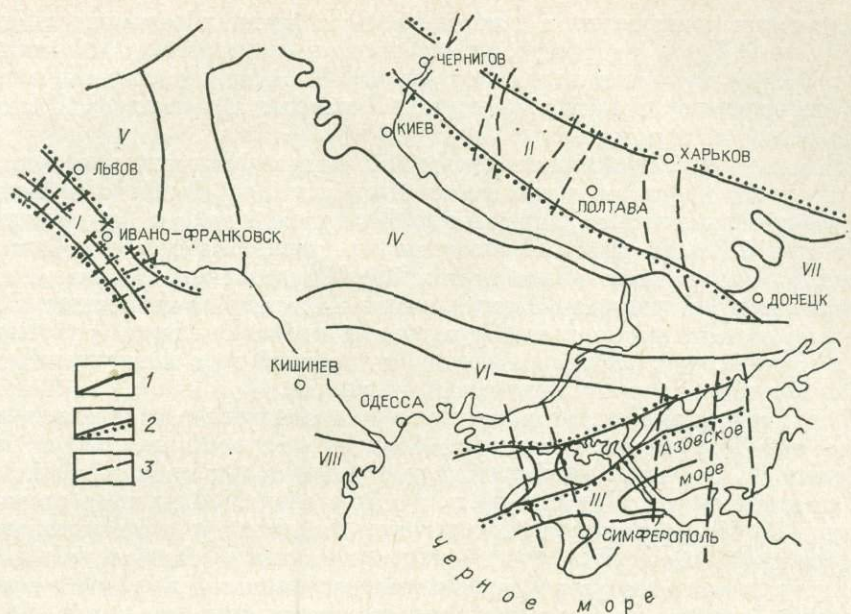 ЧЕРНИГОВ
V
КИЕВ
II
ХАРЬКОВ
ЛЬВОВ
ПОЛТАВА
I
ИВАНО-ФРАНКОВСК
IV
VII
ДОНЕЦК
КИШИНЕВ
VI
1
ОДЕССА
2
Азовское
VIII
3
море
III
СИМФЕРОПОЛЬ
Черное море